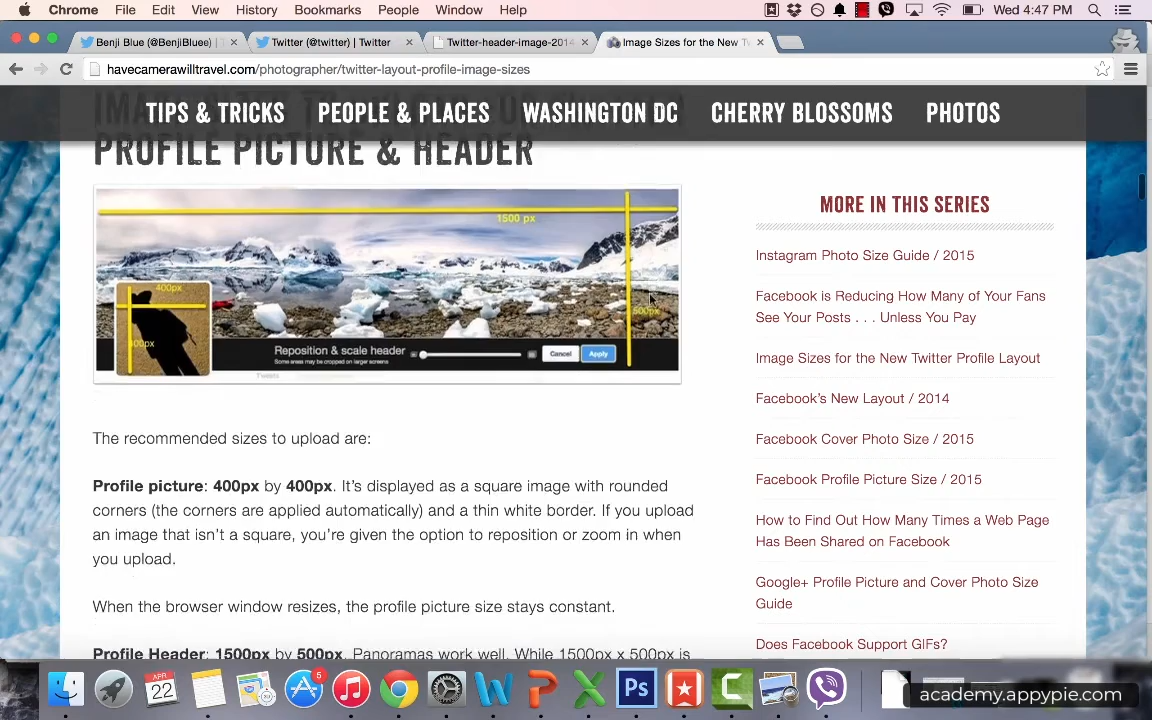 Chrome File Edit View History Bookmarks People Window Help Wed 4:47 PM
Benji Blue (@BenjiBluee) Twitter (@twitter) | Twitter Twitter-header-image-2014 Image Sizes for the New Tw
havecamerawilltravel.com/photographer/twitter-layout-profile-image-sizes
TIPS & TRICKS PEOPLE & PLACES WASHINGTON DC CHERRY BLOSSOMS PHOTOS
PROFILE PICTURE & HEADER
1500 px
400px
500px
Reposition & scale header
Some areas may be cropped on larger screens
Cancel Apply
Tweets
The recommended sizes to upload are:
Profile picture: 400px by 400px. It's displayed as a square image with rounded
corners (the corners are applied automatically) and a thin white border. If you upload
an image that isn't a square, you're given the option to reposition or zoom in when
you upload.
When the browser window resizes, the profile picture size stays constant.
Profile Header: 1500px by 500px. Panoramas work well. While 1500px x 500px is
MORE IN THIS SERIES
Instagram Photo Size Guide / 2015
Facebook is Reducing How Many of Your Fans
See Your Posts . . . Unless You Pay
Image Sizes for the New Twitter Profile Layout
Facebook's New Layout / 2014
Facebook Cover Photo Size / 2015
Facebook Profile Picture Size / 2015
How to Find Out How Many Times a Web Page
Has Been Shared on Facebook
Google+ Profile Picture and Cover Photo Size
Guide
Does Facebook Support GIFs?
APR
22
5
Ps
academy.appypie.com